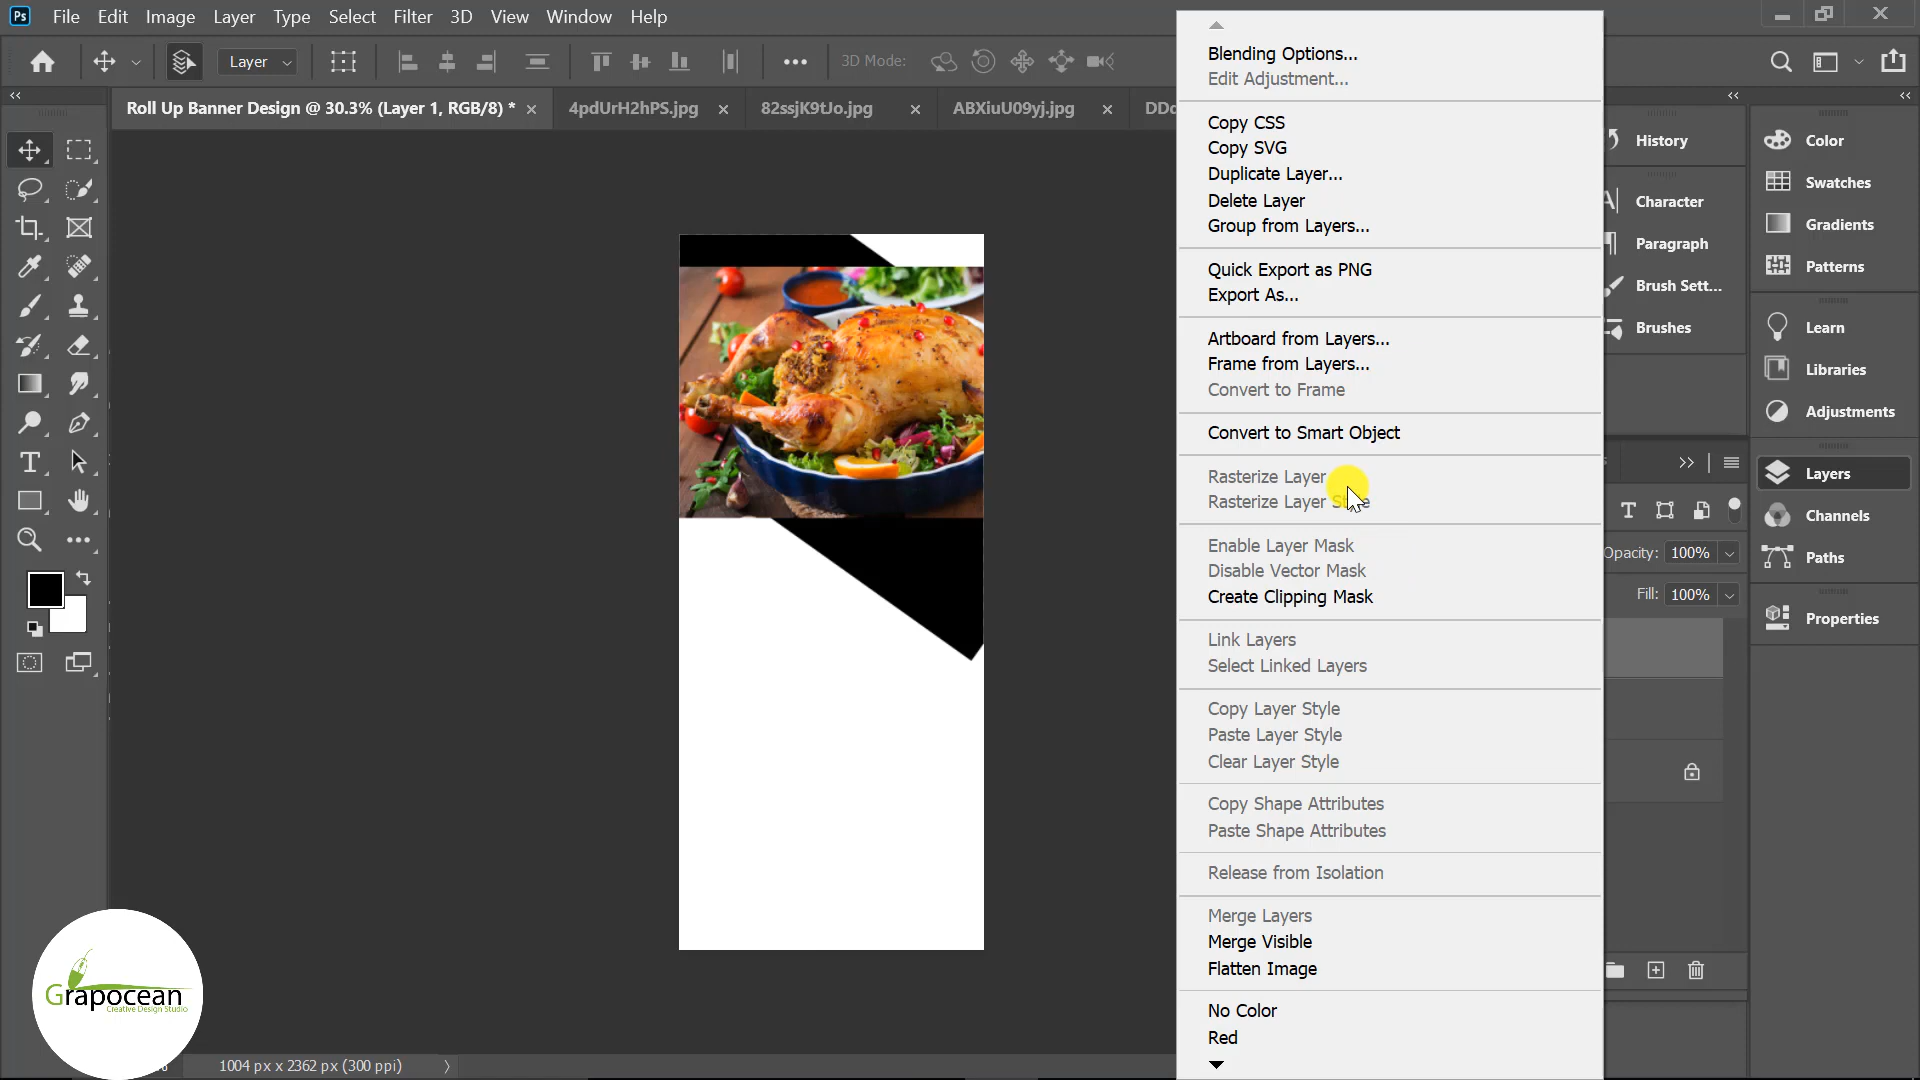 Ps File Edit Image Layer Type Select Filter 3D View Window Help
Layer 3D Mode:
Roll Up Banner Design @ 30.3% (Layer 1, RGB/8) * 4pdUrH2hPS.jpg 82ssjK9tJo.jpg ABXiuU09yj.jpg
Blending Options...
Edit Adjustment...
Copy CSS
Copy SVG
Duplicate Layer...
Delete Layer
Group from Layers...
Quick Export as PNG
Export As...
Artboard from Layers...
Frame from Layers...
Convert to Frame
Convert to Smart Object
Rasterize Layer
Rasterize Layer Style
Enable Layer Mask
Disable Vector Mask
Create Clipping Mask
Link Layers
Select Linked Layers
Copy Layer Style
Paste Layer Style
Clear Layer Style
Copy Shape Attributes
Paste Shape Attributes
Release from Isolation
Merge Layers
Merge Visible
Flatten Image
No Color
Red
History
Character
Paragraph
Brush Sett...
Brushes
Opacity: 100%
Fill: 100%
Color
Swatches
Gradients
Patterns
Learn
Libraries
Adjustments
Layers
Channels
Paths
Properties
Grapocean
Creative Design Studio
1004 px x 2362 px (300 ppi)